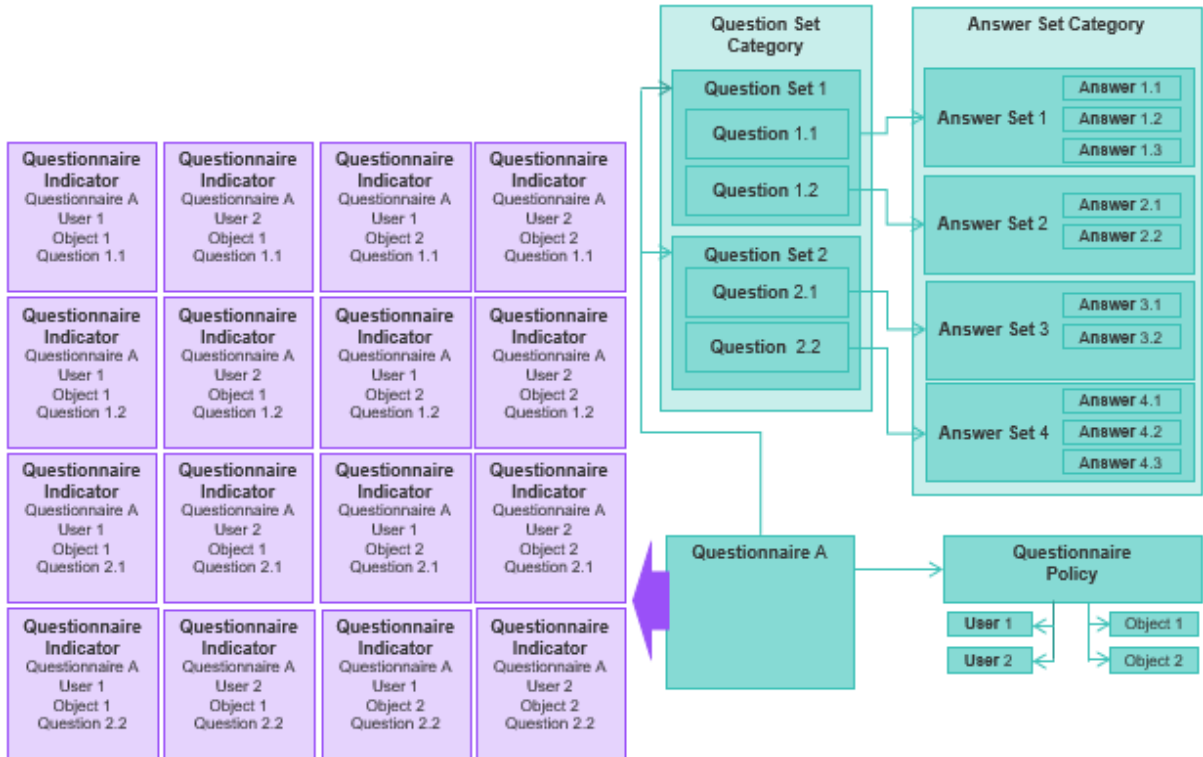 Question Set
Category
Question Set 1
Question 1.1
Question 1.2
Question Set 2
Question 2.1
Question 2.2
Answer Set Category
Answer Set 1
Answer 1.1
Answer 1.2
Answer 1.3
Answer Set 2
Answer 2.1
Answer 2.2
Answer Set 3
Answer 3.1
Answer 3.2
Answer Set 4
Answer 4.1
Answer 4.2
Answer 4.3
Questionnaire
Indicator
Questionnaire A
User 1
Object 1
Question 1.1
Questionnaire
Indicator
Questionnaire A
User 2
Object 1
Question 1.1
Questionnaire
Indicator
Questionnaire A
User 1
Object 2
Question 1.1
Questionnaire
Indicator
Questionnaire A
User 2
Object 2
Question 1.1
Questionnaire
Indicator
Questionnaire A
User 1
Object 1
Question 1.2
Questionnaire
Indicator
Questionnaire A
User 2
Object 1
Question 1.2
Questionnaire
Indicator
Questionnaire A
User 1
Object 2
Question 1.2
Questionnaire
Indicator
Questionnaire A
User 2
Object 2
Question 1.2
Questionnaire
Indicator
Questionnaire A
User 1
Object 1
Question 2.1
Questionnaire
Indicator
Questionnaire A
User 2
Object 1
Question 2.1
Questionnaire
Indicator
Questionnaire A
User 1
Object 2
Question 2.1
Questionnaire
Indicator
Questionnaire A
User 2
Object 2
Question 2.1
Questionnaire
Indicator
Questionnaire A
User 1
Object 1
Question 2.2
Questionnaire
Indicator
Questionnaire A
User 2
Object 1
Question 2.2
Questionnaire
Indicator
Questionnaire A
User 1
Object 2
Question 2.2
Questionnaire
Indicator
Questionnaire A
User 2
Object 2
Question 2.2
Questionnaire A
Questionnaire
Policy
User 1
User 2
Object 1
Object 2